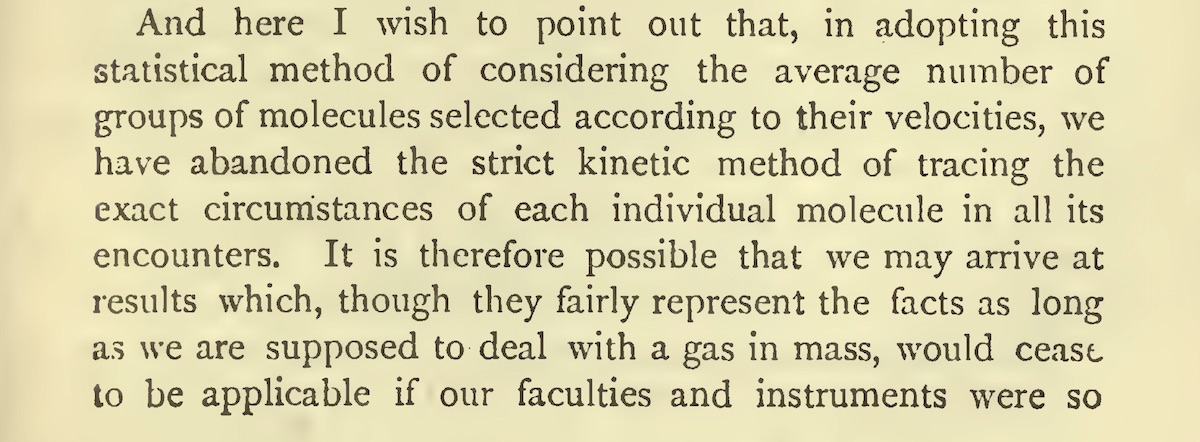 And here I wish to point out that, in adopting this
statistical method of considering the average number of
groups of molecules selected according to their velocities, we
have abandoned the strict kinetic method of tracing the
exact circumstances of each individual molecule in all its
encounters. It is therefore possible that we may arrive at
results which, though they fairly represent the facts as long
as we are supposed to deal with a gas in mass, would cease
to be applicable if our faculties and instruments were so